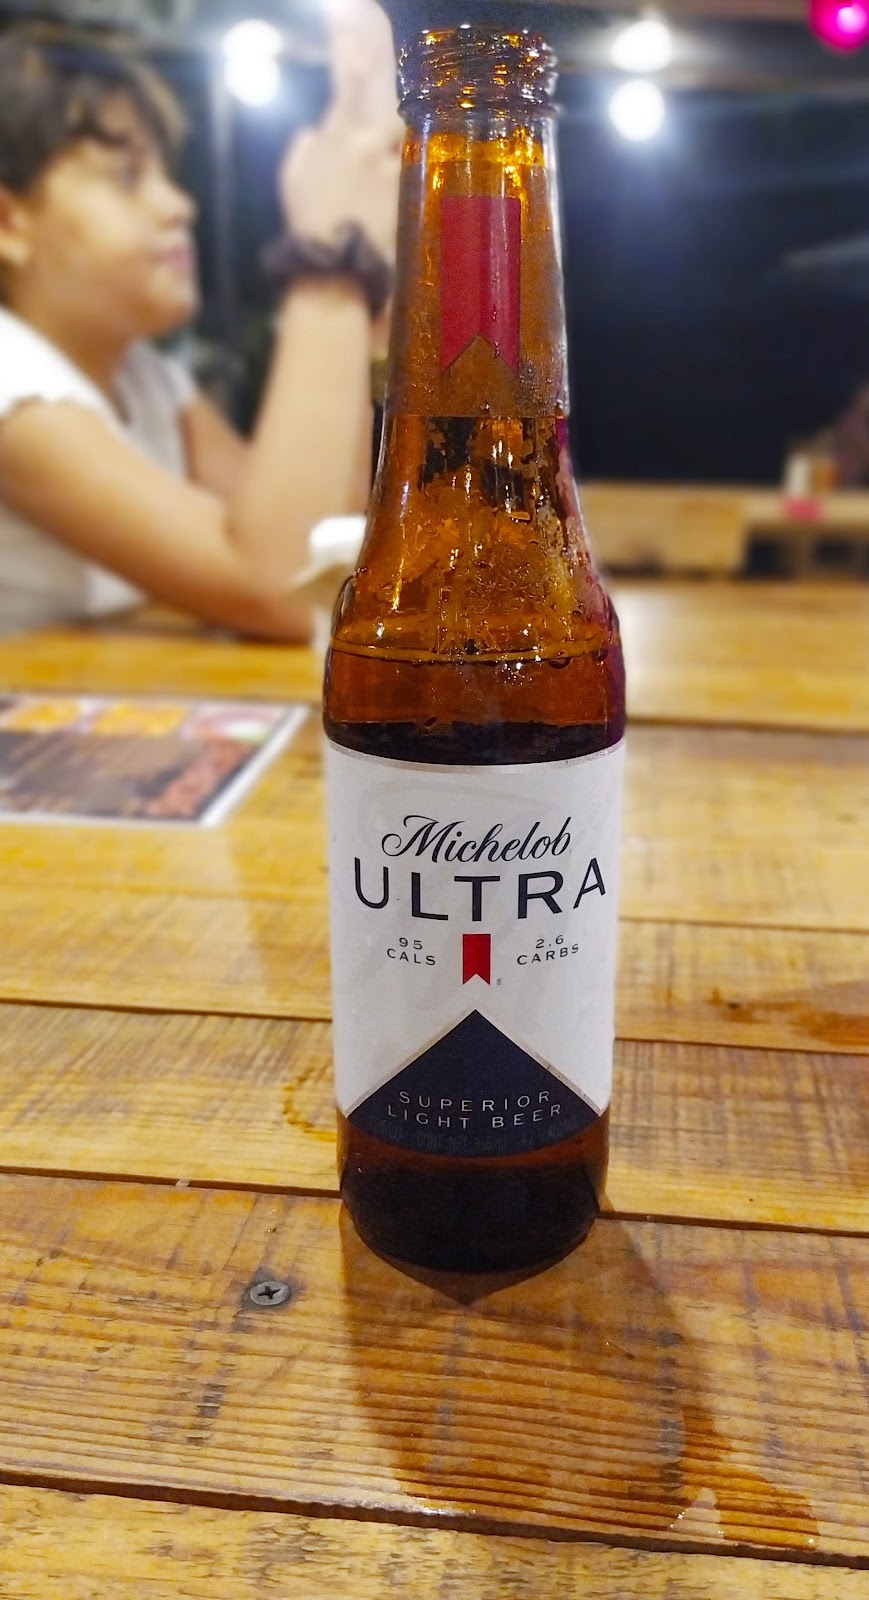 Michelob
ULTRA
95
CALS
2.6
CARBS
®
SUPERIOR
LIGHT BEER